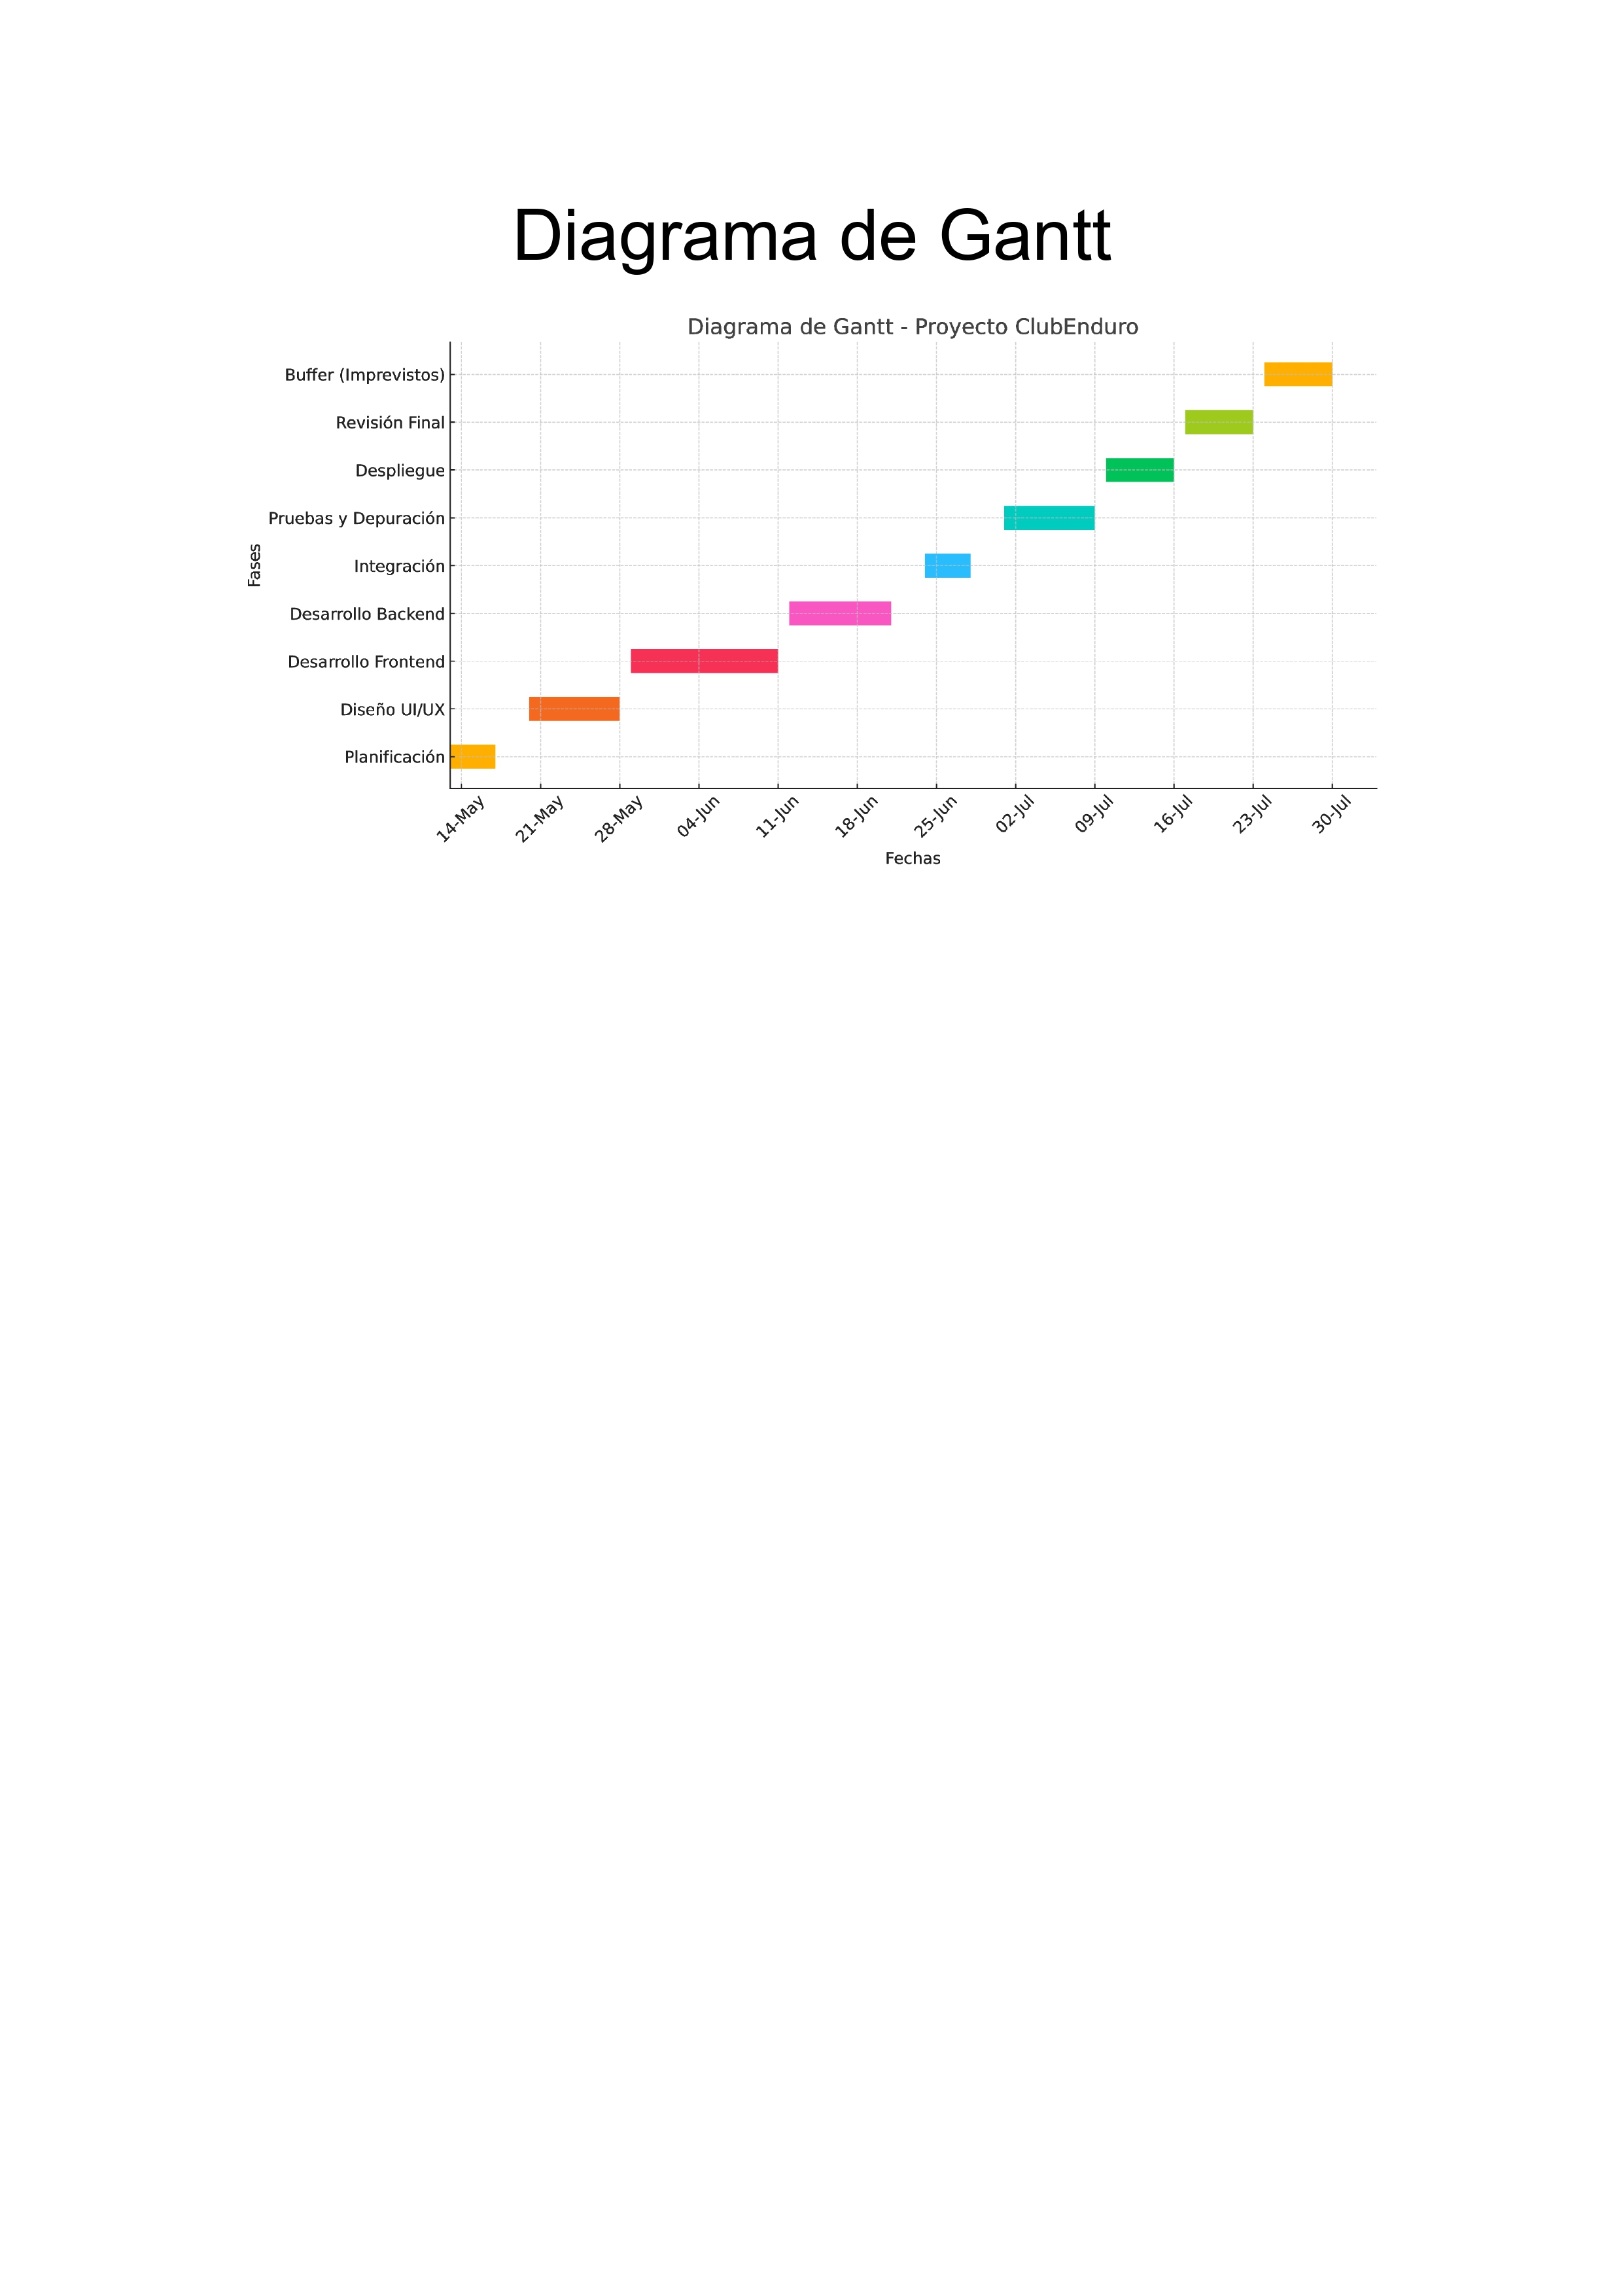 Diagrama de Gantt
Diagrama de Gantt - Proyecto ClubEnduro
Buffer (Imprevistos)
Revisión Final
Despliegue
Pruebas y Depuración
Integración
Desarrollo Backend
Desarrollo Frontend
Diseño UI/UX
Planificación
Fases
14-May
21-May
28-May
04-Jun
11-Jun
18-Jun
25-Jun
02-Jul
09-Jul
16-Jul
23-Jul
30-Jul
Fechas